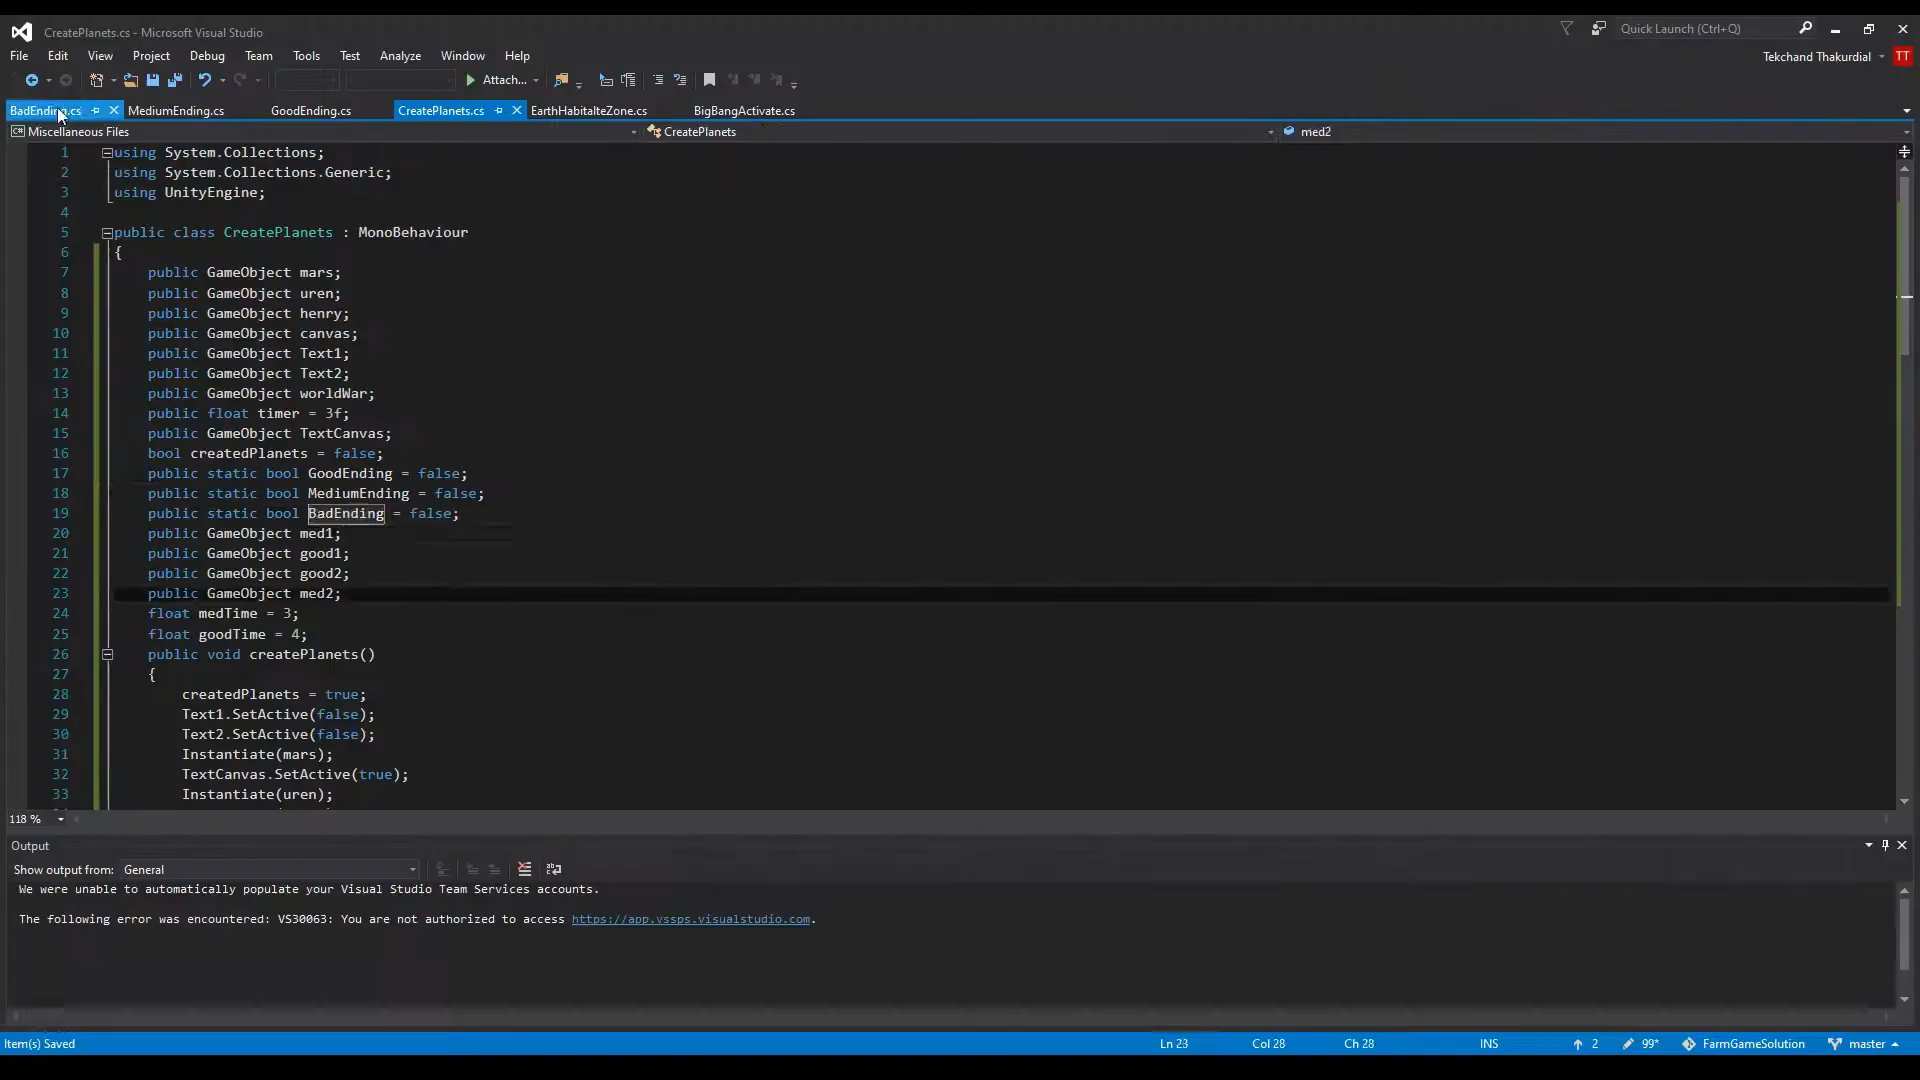 CreatePlanets.cs - Microsoft Visual Studio
Quick Launch (Ctrl+Q)
File Edit View Project Debug Team Tools Test Analyze Window Help
Tekchand Thakurdial TT
Attach...
BadEnding.cs MediumEnding.cs GoodEnding.cs CreatePlanets.cs EarthHabitalteZone.cs BigBangActivate.cs
C# Miscellaneous Files CreatePlanets med2
1 using System.Collections;
2 using System.Collections.Generic;
3 using UnityEngine;
4
5 public class CreatePlanets : MonoBehaviour
6 {
7 public GameObject mars;
8 public GameObject uren;
9 public GameObject henry;
10 public GameObject canvas;
11 public GameObject Text1;
12 public GameObject Text2;
13 public GameObject worldWar;
14 public float timer = 3f;
15 public GameObject TextCanvas;
16 bool createdPlanets = false;
17 public static bool GoodEnding = false;
18 public static bool MediumEnding = false;
19 public static bool BadEnding = false;
20 public GameObject med1;
21 public GameObject good1;
22 public GameObject good2;
23 public GameObject med2;
24 float medTime = 3;
25 float goodTime = 4;
26 public void createPlanets()
27 {
28 createdPlanets = true;
29 Text1.SetActive(false);
30 Text2.SetActive(false);
31 Instantiate(mars);
32 TextCanvas.SetActive(true);
33 Instantiate(uren);
118 %
Output
Show output from: General
We were unable to automatically populate your Visual Studio Team Services accounts.
The following error was encountered: VS30063: You are not authorized to access https://app.vssps.visualstudio.com.
Item(s) Saved Ln 23 Col 28 Ch 28 INS 2 99* FarmGameSolution master